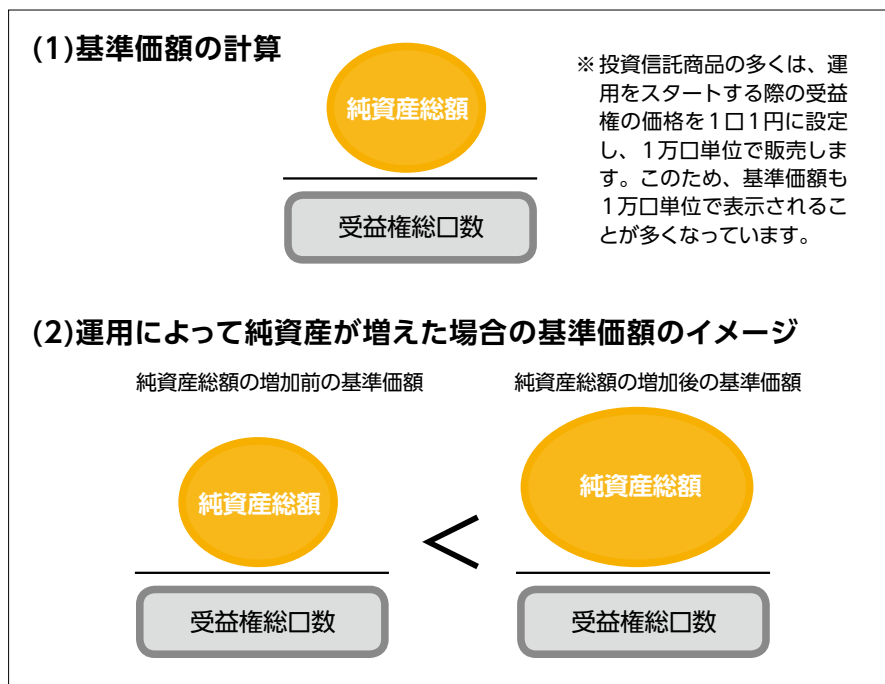 (1)基準価額の計算
純資産総額
受益権総口数
※投資信託商品の多くは、運
用をスタートする際の受益
権の価格を1口1円に設定
し、1万口単位で販売しま
す。このため、基準価額も
1万口単位で表示されるこ
とが多くなっています。
(2)運用によって純資産が増えた場合の基準価額のイメージ
純資産総額の増加前の基準価額
純資産総額
受益権総口数
<
純資産総額の増加後の基準価額
純資産総額
受益権総口数